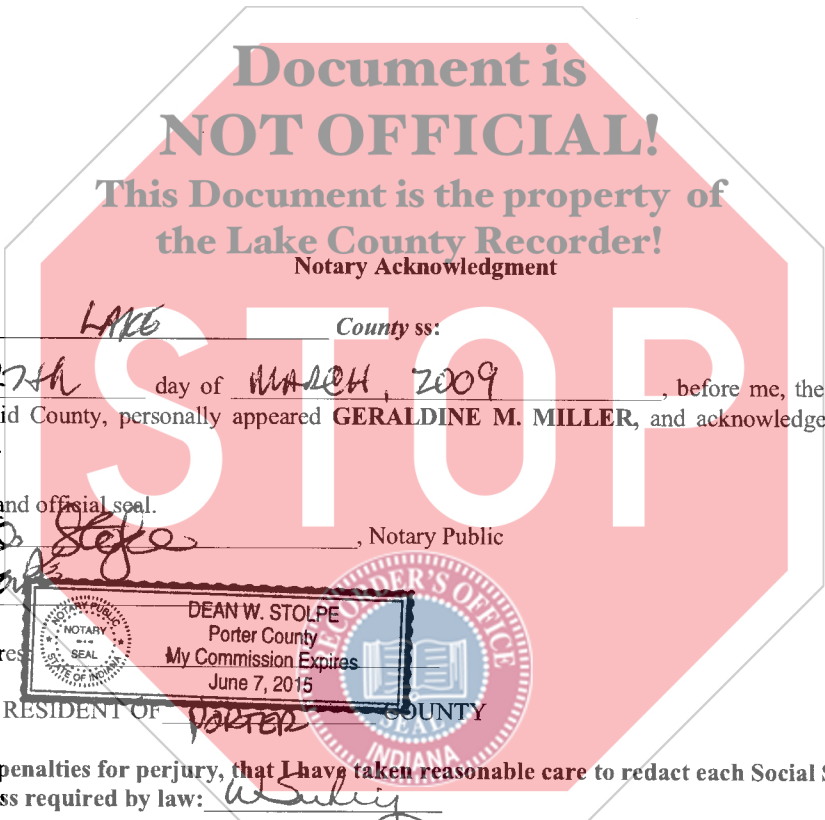 Document is
NOT OFFICIAL!
This Document is the property of
the Lake County Recorder!
Notary Acknowledgment
STOP
LAKE County ss:
7th day of MARCH, 2009, before me, the
id County, personally appeared GERALDINE M. MILLER, and acknowledge
and official seal.
Stolpe, Notary Public
DEAN W. STOLPE
Porter County
My Commission Expires
June 7, 2015
NOTARY PUBLIC
NOTARY
SEAL
STATE OF INDIANA
RECORDER'S OFFICE
SEAL
INDIANA
res
RESIDENT OF PORTER COUNTY
penalties for perjury, that I have taken reasonable care to redact each Social S
ss required by law: